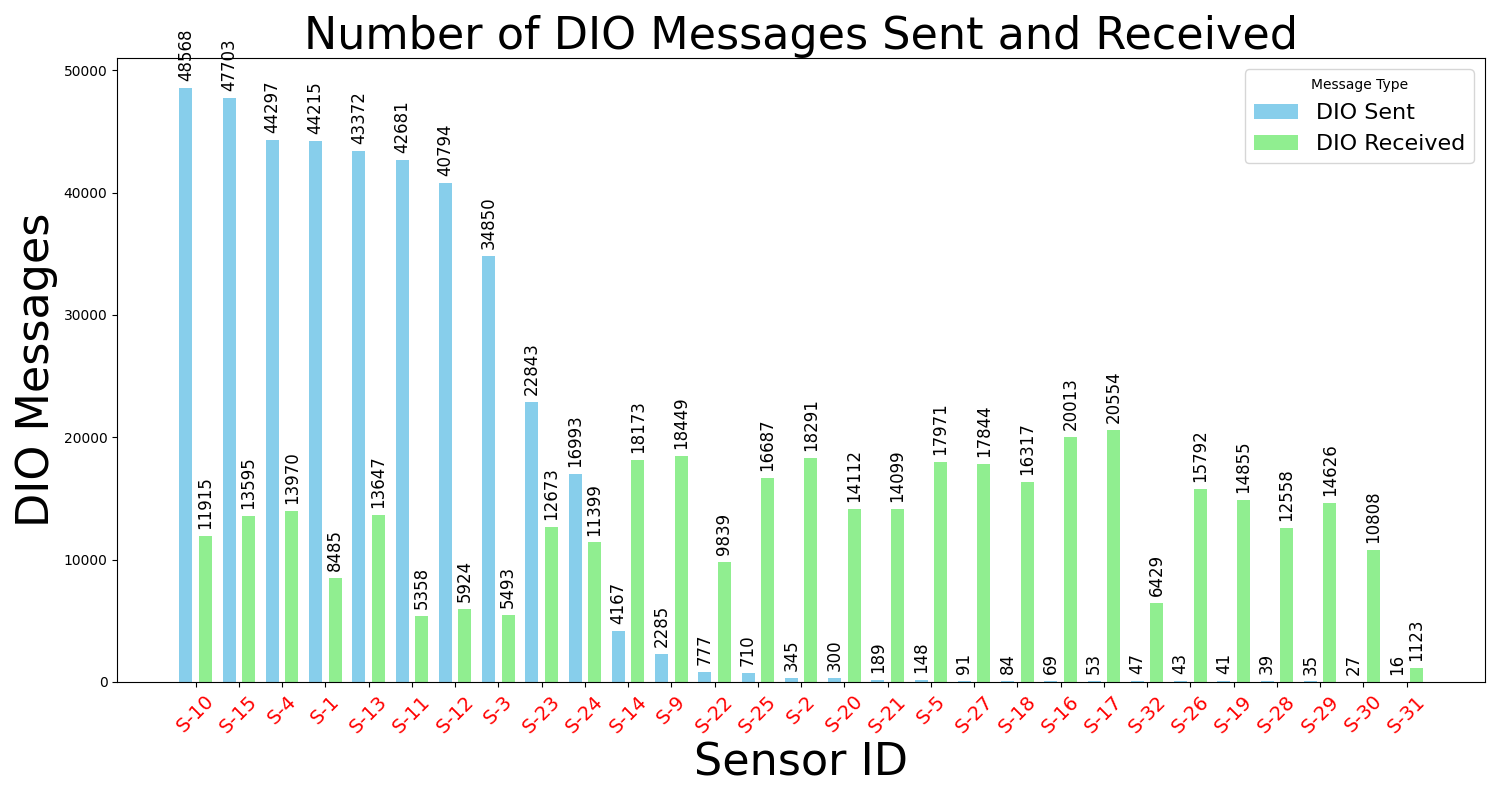 Number of DIO Messages Sent and Received
Message Type
DIO Sent
DIO Received
DIO Messages
50000
40000
30000
20000
10000
0
48568
11915
47703
13595
44297
13970
44215
8485
43372
13647
42681
5358
40794
5924
34850
5493
22843
12673
16993
11399
4167
18173
2285
18449
777
9839
710
16687
345
18291
300
14112
189
14099
148
17971
91
17844
84
16317
69
20013
53
20554
47
6429
43
15792
41
14855
39
12558
35
14626
27
10808
16
1123
S-10
S-15
S-4
S-1
S-13
S-11
S-12
S-3
S-23
S-24
S-14
S-9
S-22
S-25
S-2
S-20
S-21
S-5
S-27
S-18
S-16
S-17
S-32
S-26
S-19
S-28
S-29
S-30
S-31
Sensor ID